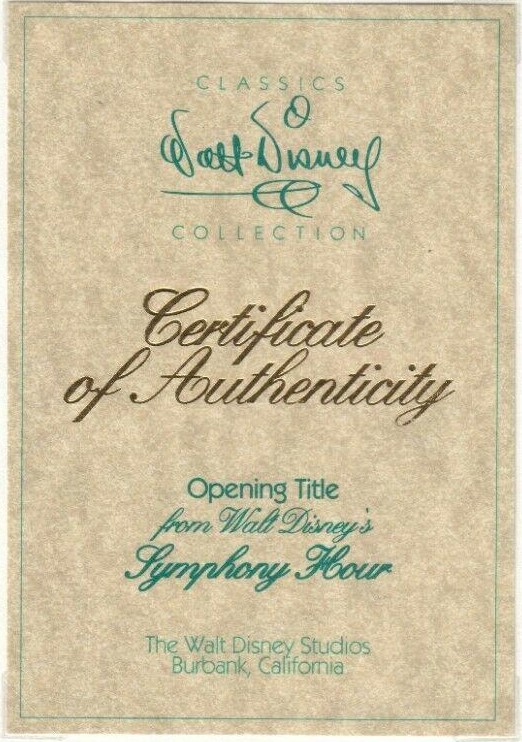 CLASSICS
Walt Disney
COLLECTION
Certificate
of Authenticity
Opening Title
from Walt Disney's
Symphony Hour
The Walt Disney Studios
Burbank, California